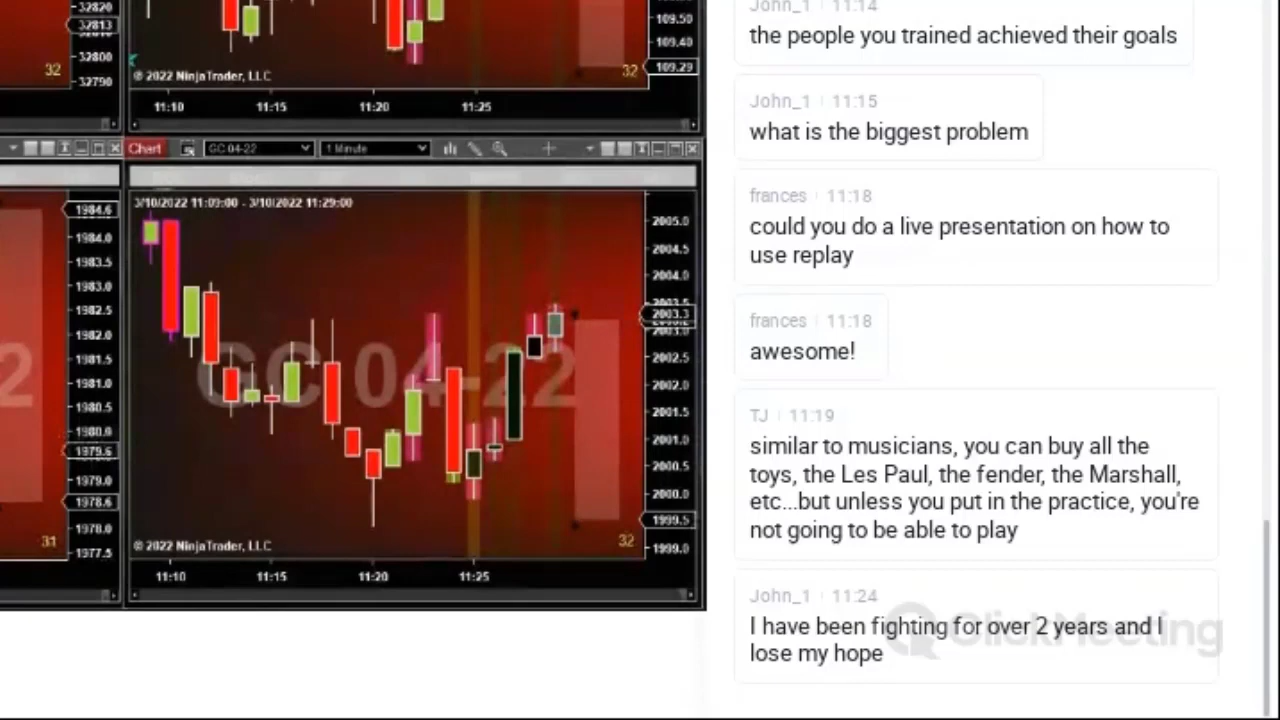 32820
32813
32800
32790
32
© 2022 NinjaTrader, LLC
32
109.50
109.40
109.29
11:10
11:15
11:20
11:25
Chart
GC 04-22
1 Minute
1984.6
1984.0
1983.5
1983.0
1982.5
1982.0
1981.5
1981.0
1980.5
1980.0
1979.6
1979.0
1978.6
1978.0
1977.5
2
31
3/10/2022 11:09:00 - 3/10/2022 11:29:00
GC 04-22
2005.0
2004.5
2004.0
2003.5
2003.3
2003.0
2002.5
2002.0
2001.5
2001.0
2000.5
2000.0
1999.5
1999.0
© 2022 NinjaTrader, LLC
32
11:10
11:15
11:20
11:25
John_1 11:14
the people you trained achieved their goals
John_1 11:15
what is the biggest problem
frances 11:18
could you do a live presentation on how to
use replay
frances 11:18
awesome!
TJ 11:19
similar to musicians, you can buy all the
toys, the Les Paul, the fender, the Marshall,
etc...but unless you put in the practice, you're
not going to be able to play
John_1 11:24
I have been fighting for over 2 years and I
lose my hope
ClickMeeting